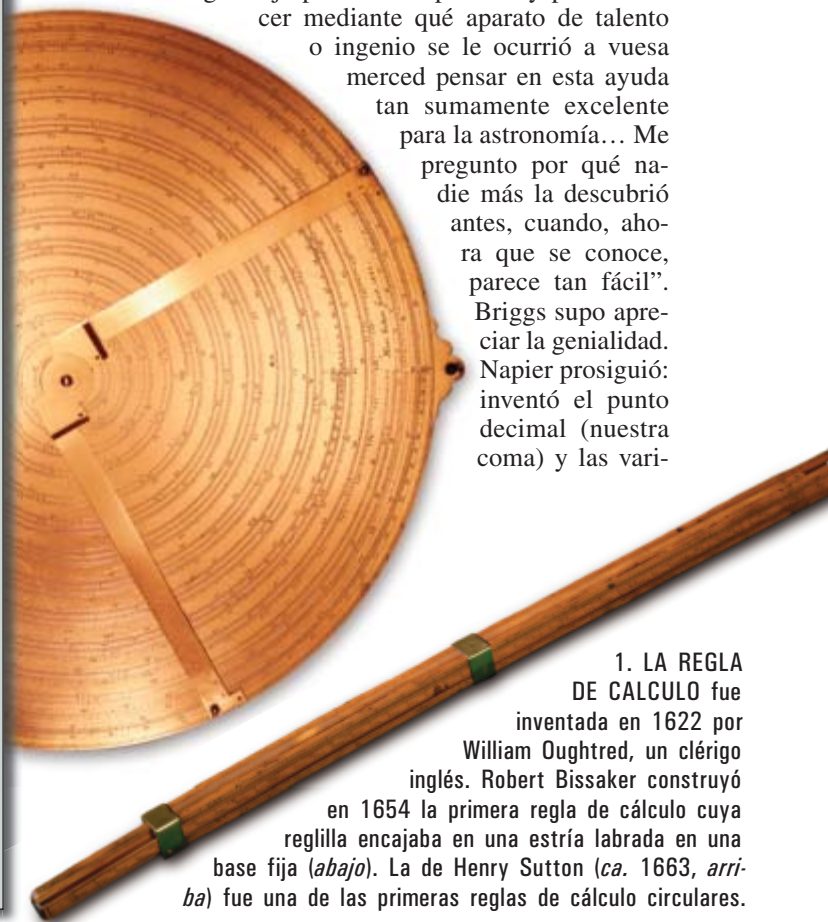 cer mediante qué aparato de talento
o ingenio se le ocurrió a vuesa
merced pensar en esta ayuda
tan sumamente excelente
para la astronomía… Me
pregunto por qué na-
die más la descubrió
antes, cuando, aho-
ra que se conoce,
parece tan fácil”.
Briggs supo apre-
ciar la genialidad.
Napier prosiguió:
inventó el punto
decimal (nuestra
coma) y las vari-
1. LA REGLA
DE CALCULO fue
inventada en 1622 por
William Oughtred, un clérigo
inglés. Robert Bissaker construyó
en 1654 la primera regla de cálculo cuya
reglilla encajaba en una estría labrada en una
base fija (abajo). La de Henry Sutton (ca. 1663, arri-
ba) fue una de las primeras reglas de cálculo circulares.